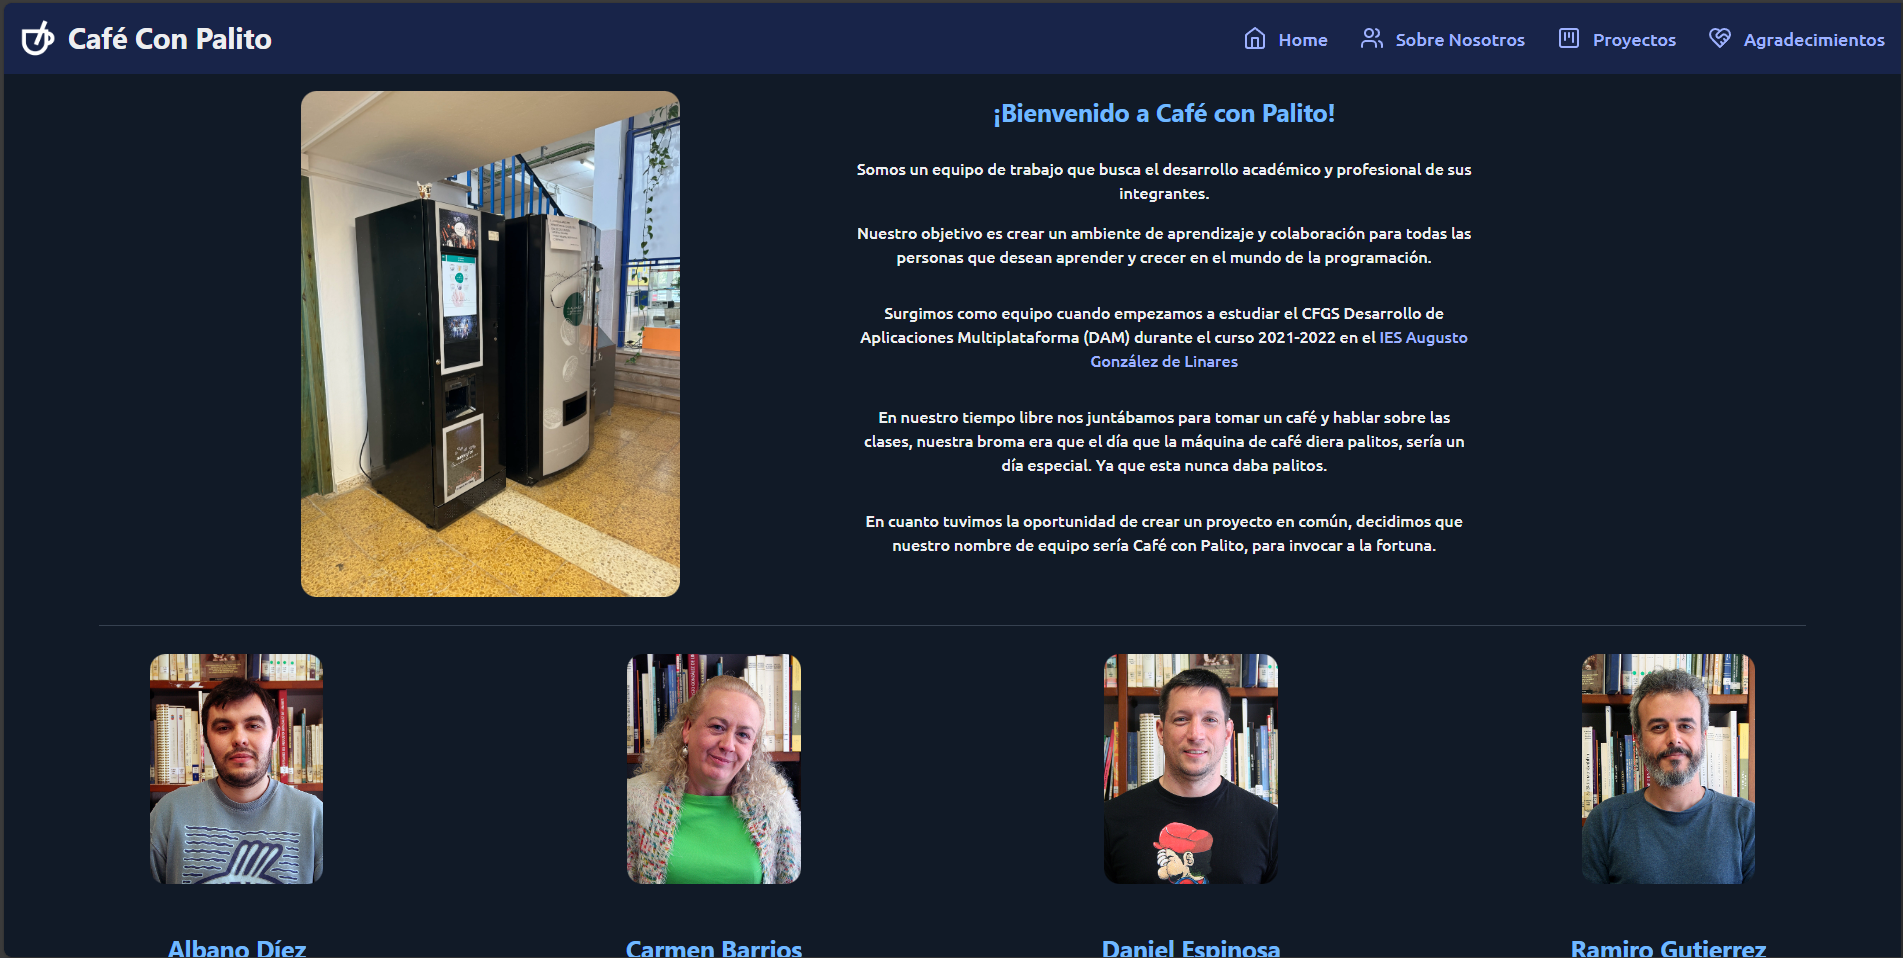 Café Con Palito
Home
Sobre Nosotros
Proyectos
Agradecimientos
¡Bienvenido a Café con Palito!
Somos un equipo de trabajo que busca el desarrollo académico y profesional de sus
integrantes.
Nuestro objetivo es crear un ambiente de aprendizaje y colaboración para todas las
personas que desean aprender y crecer en el mundo de la programación.
Surgimos como equipo cuando empezamos a estudiar el CFGS Desarrollo de
Aplicaciones Multiplataforma (DAM) durante el curso 2021-2022 en el IES Augusto
González de Linares
En nuestro tiempo libre nos juntábamos para tomar un café y hablar sobre las
clases, nuestra broma era que el día que la máquina de café diera palitos, sería un
día especial. Ya que esta nunca daba palitos.
En cuanto tuvimos la oportunidad de crear un proyecto en común, decidimos que
nuestro nombre de equipo sería Café con Palito, para invocar a la fortuna.
Albano Díez
Carmen Barrios
Daniel Espinosa
Ramiro Gutierrez